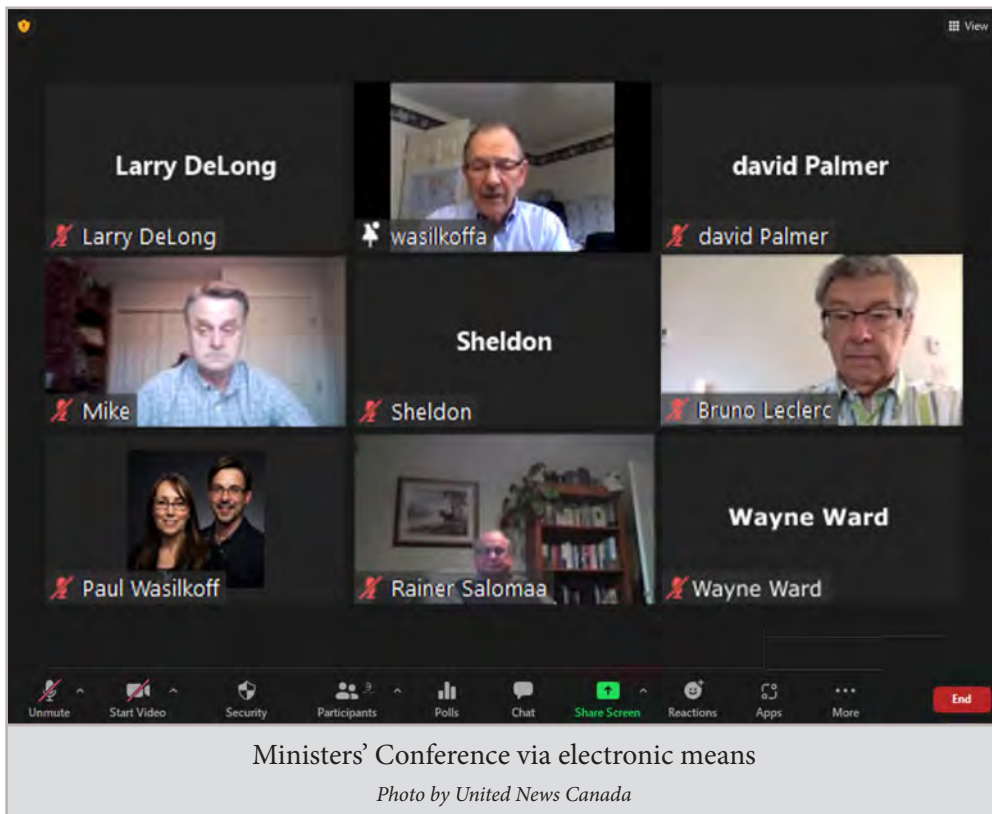 View
Larry DeLong
david Palmer
Larry DeLong
wasilkoffa
david Palmer
Sheldon
Mike
Sheldon
Bruno Leclerc
Wayne Ward
Paul Wasilkoff
Rainer Salomaa
Wayne Ward
9
Unmute
Start Video
Security
Participants
Polls
Chat
Share Screen
Reactions
Apps
More
End
Ministers’ Conference via electronic means
Photo by United News Canada